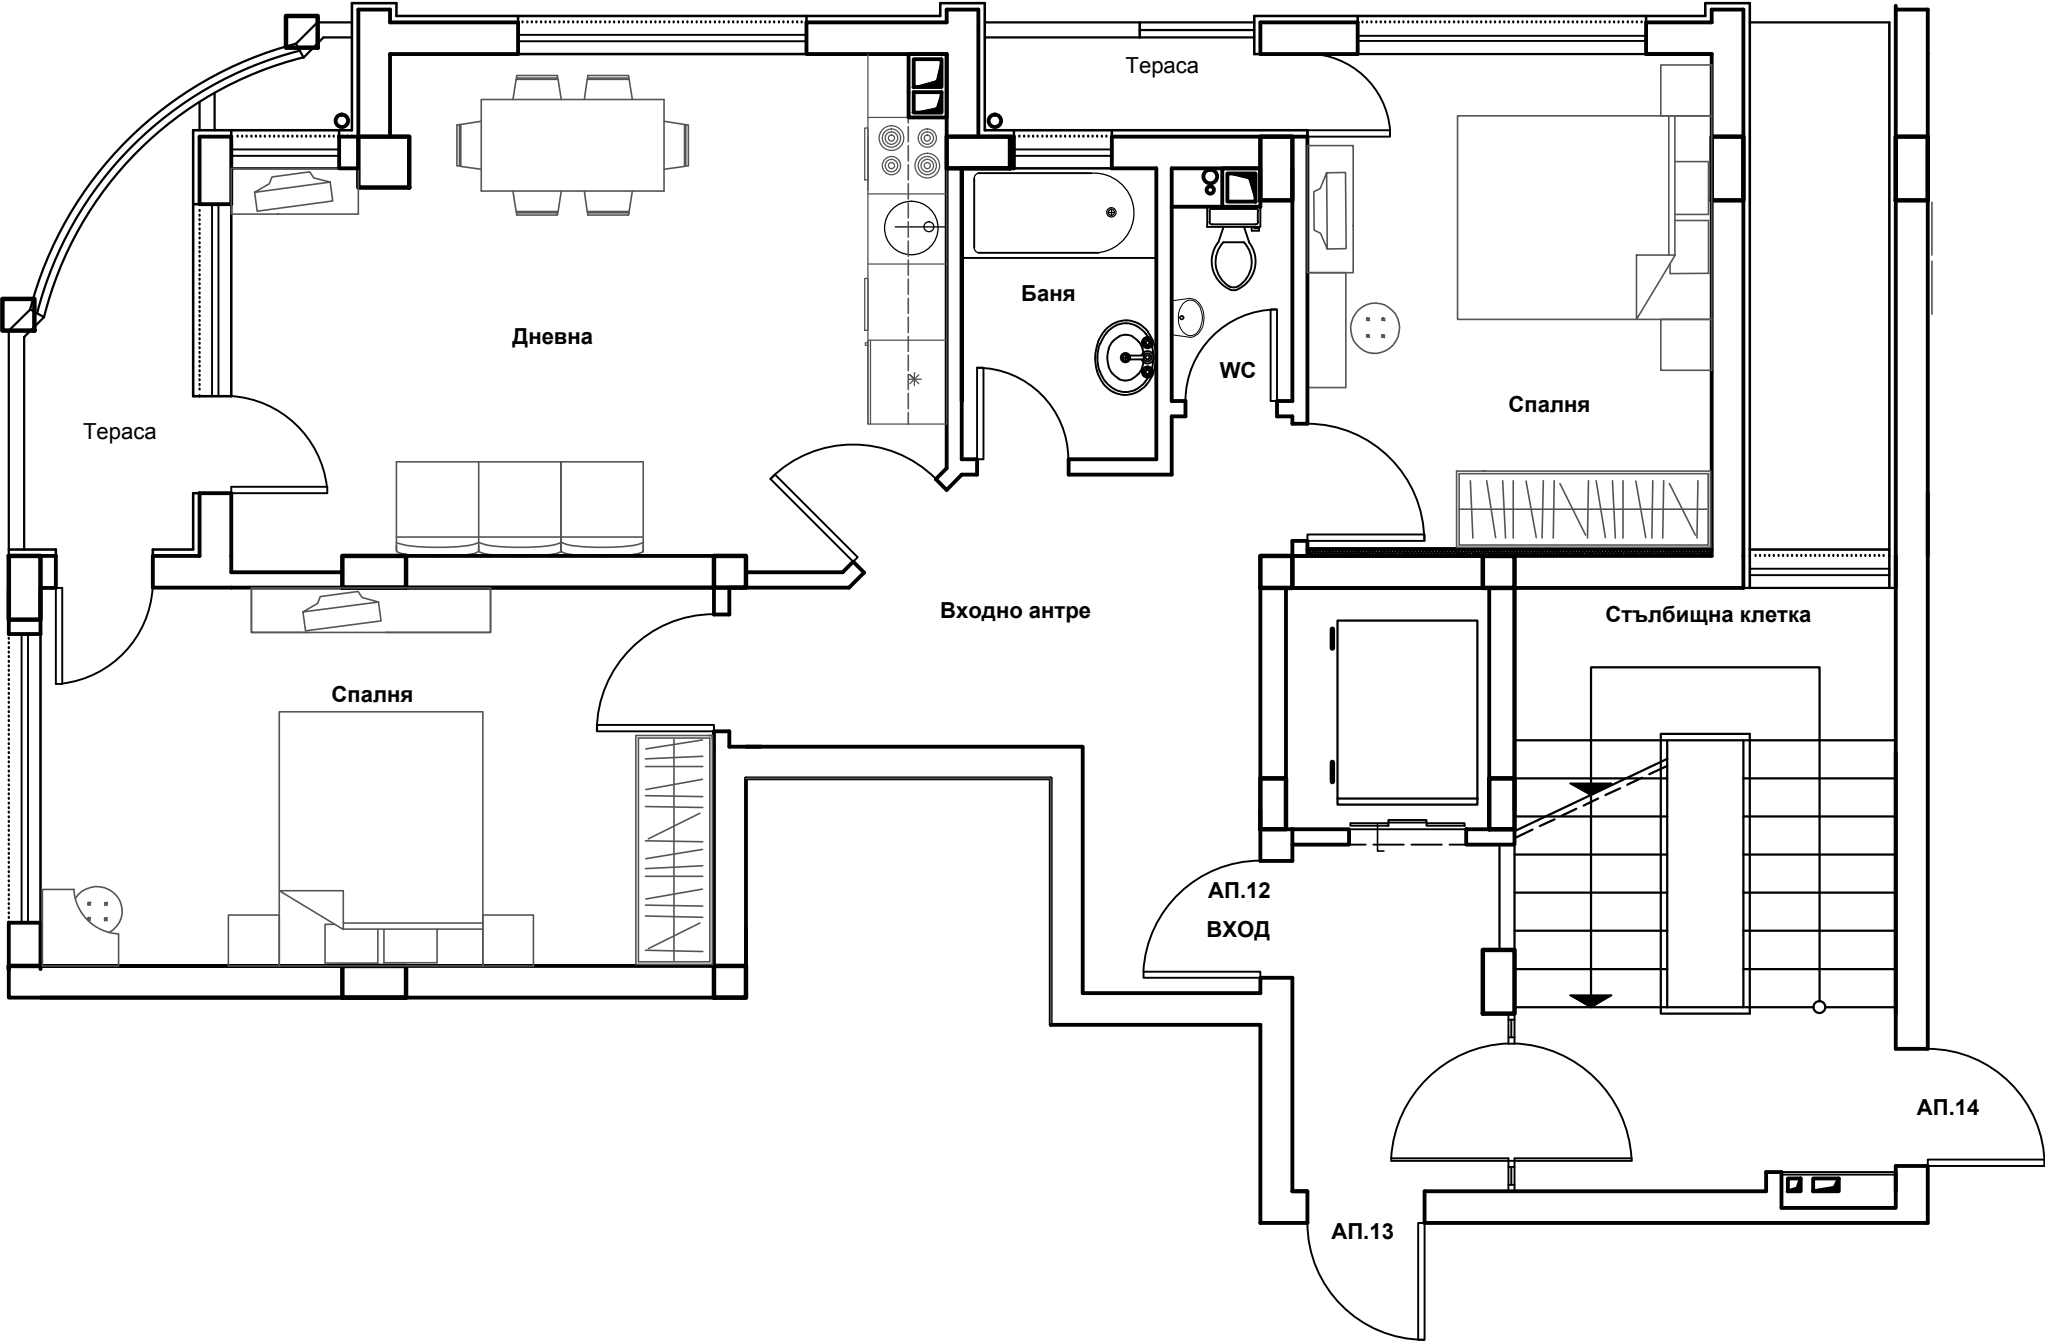 Тераса
Баня
Дневна
WC
Спалня
Тераса
Входно антре
Стълбищна клетка
Спалня
АП.12
ВХОД
АП.14
АП.13